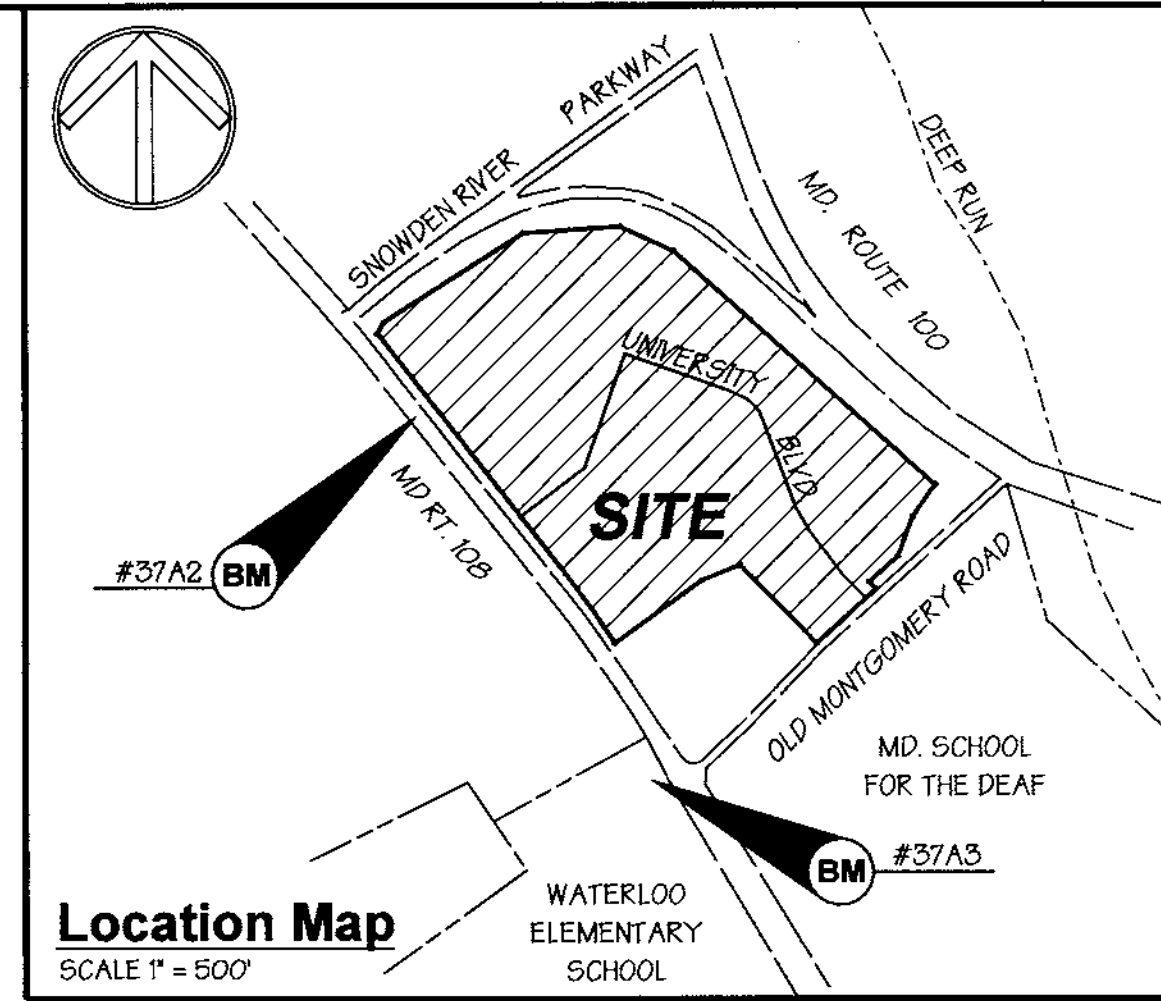 SNOWDEN RIVER PARKWAY
MD. ROUTE 100
DEEP RUN
UNIVERSITY
BLVD
SITE
MD RT. 108
#37A2
BM
OLD MONTGOMERY ROAD
MD. SCHOOL
FOR THE DEAF
BM
#37A3
WATERLOO
ELEMENTARY
SCHOOL
Location Map
SCALE 1" = 500'